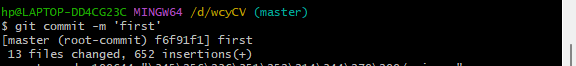 hp@LAPTOP-DD4CG23C MINGW64 /d/wcyCV (master)
$ git commit -m 'first'
[master (root-commit) f6f91f1] first
13 files changed, 652 insertions(+)